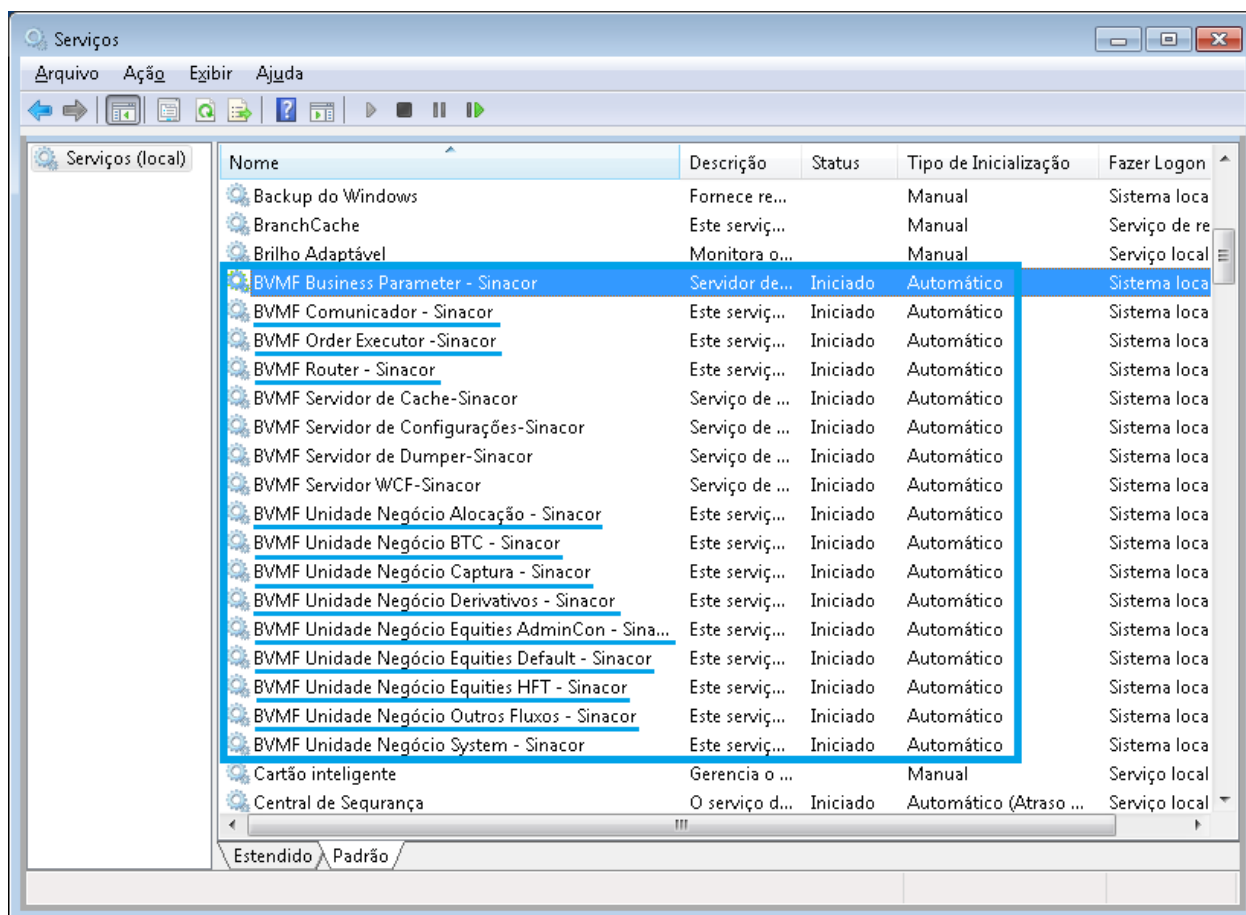 Serviços
Arquivo Ação Exibir Ajuda
Serviços (local)
Nome Descrição Status Tipo de Inicialização Fazer Logon
Backup do Windows Fornece re... Manual Sistema loca
BranchCache Este serviç... Manual Serviço de re
Brilho Adaptável Monitora o... Manual Serviço local
BVMF Business Parameter - Sinacor Servidor de... Iniciado Automático Sistema loca
BVMF Comunicador - Sinacor Este serviç... Iniciado Automático Sistema loca
BVMF Order Executor -Sinacor Este serviç... Iniciado Automático Sistema loca
BVMF Router - Sinacor Este serviç... Iniciado Automático Sistema loca
BVMF Servidor de Cache-Sinacor Serviço de ... Iniciado Automático Sistema loca
BVMF Servidor de Configurações-Sinacor Serviço de ... Iniciado Automático Sistema loca
BVMF Servidor de Dumper-Sinacor Serviço de ... Iniciado Automático Sistema loca
BVMF Servidor WCF-Sinacor Serviço de ... Iniciado Automático Sistema loca
BVMF Unidade Negócio Alocação - Sinacor Este serviç... Iniciado Automático Sistema loca
BVMF Unidade Negócio BTC - Sinacor Este serviç... Iniciado Automático Sistema loca
BVMF Unidade Negócio Captura - Sinacor Este serviç... Iniciado Automático Sistema loca
BVMF Unidade Negócio Derivativos - Sinacor Este serviç... Iniciado Automático Sistema loca
BVMF Unidade Negócio Equities AdminCon - Sina... Este serviç... Iniciado Automático Sistema loca
BVMF Unidade Negócio Equities Default - Sinacor Este serviç... Iniciado Automático Sistema loca
BVMF Unidade Negócio Equities HFT - Sinacor Este serviç... Iniciado Automático Sistema loca
BVMF Unidade Negócio Outros Fluxos - Sinacor Este serviç... Iniciado Automático Sistema loca
BVMF Unidade Negócio System - Sinacor Este serviç... Iniciado Automático Sistema loca
Cartão inteligente Gerencia o ... Manual Serviço local
Central de Segurança O serviço d... Iniciado Automático (Atraso ... Serviço local
Estendido Padrão